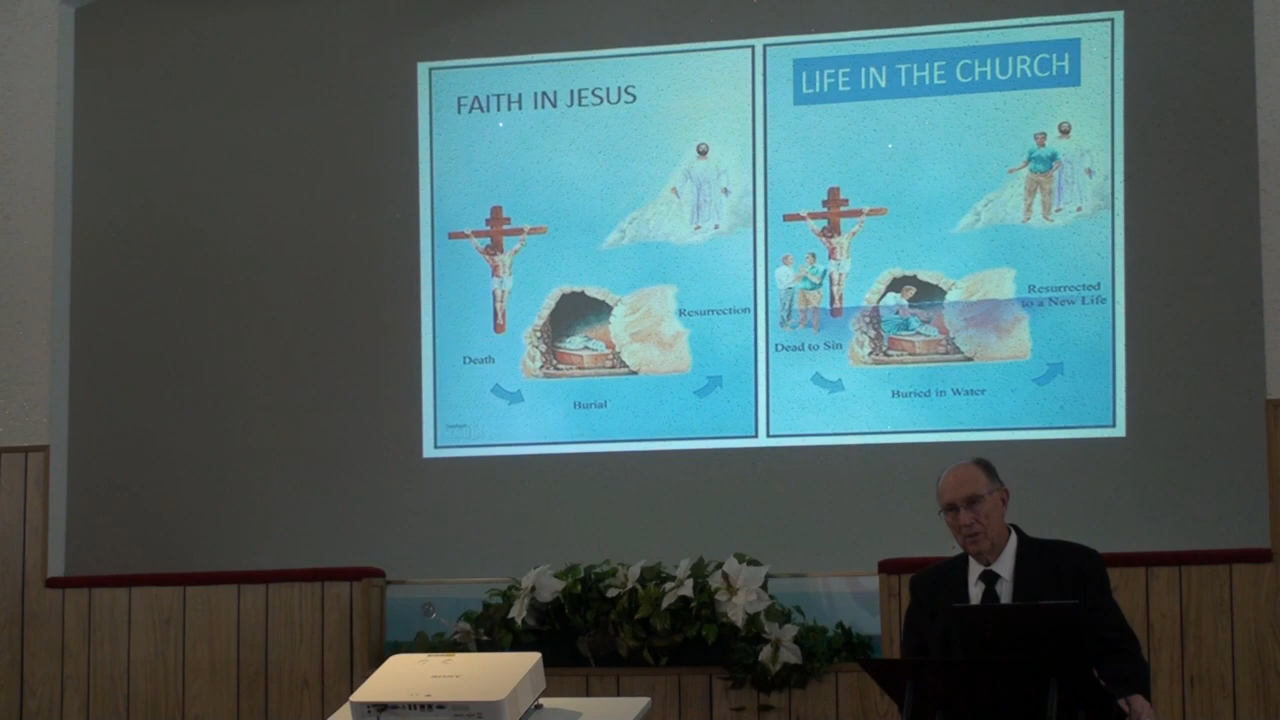 FAITH IN JESUS
Death
Burial
Resurrection
LIFE IN THE CHURCH
Dead to Sin
Buried in Water
Resurrected
to a New Life